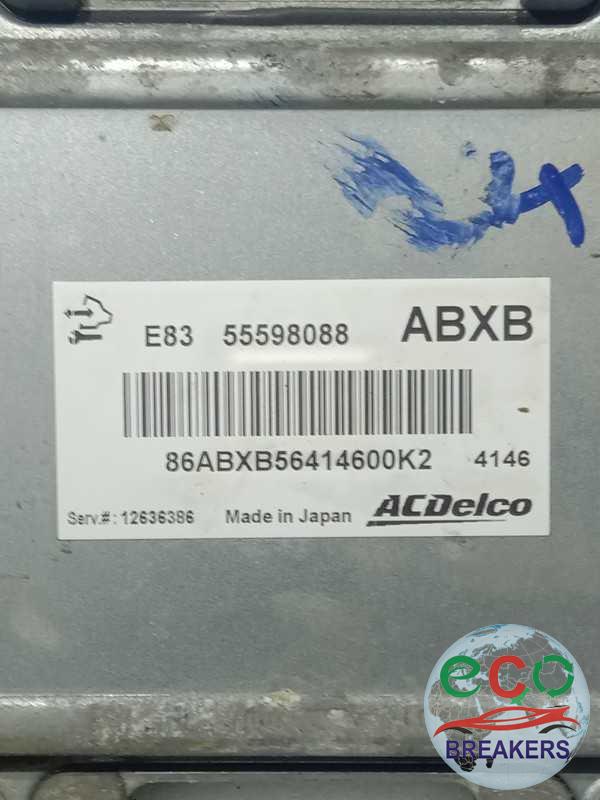 E83 55598088 ABXB
86ABXB56414600K2 4146
Serv.#: 12636386 Made in Japan ACDelco
eco
BREAKERS